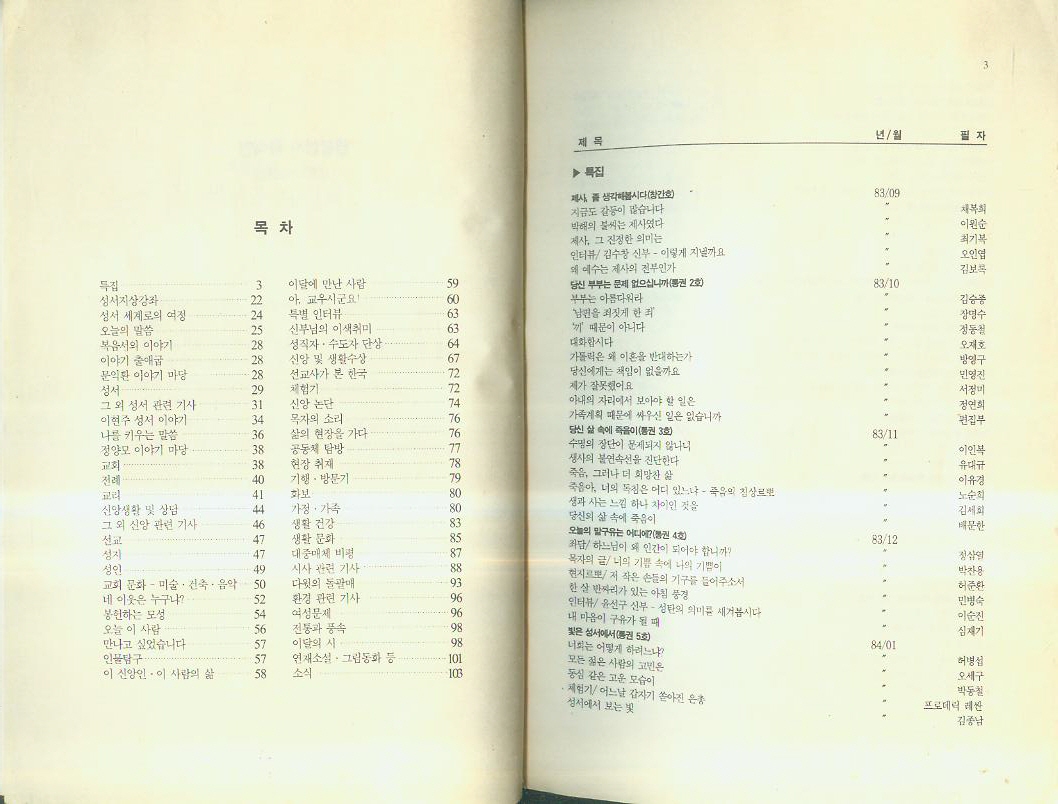 목 차
특집 3
성서지상강좌 22
성서 세계로의 여정 24
오늘의 말씀 25
복음서의 이야기 28
이야기 출애굽 28
문익환 이야기 마당 28
성서 29
그 외 성서 관련 기사 31
이현주 성서 이야기 34
나를 키우는 말씀 36
정양모 이야기 마당 38
교회 38
전례 40
교리 41
신앙생활 및 상담 44
그 외 신앙 관련 기사 46
선교 47
성지 47
성인 49
교회 문화 - 미술·건축·음악 50
네 이웃은 누구냐? 52
봉헌하는 모성 54
오늘 이 사람 56
만나고 싶었습니다 57
인물탐구 57
이 신앙인·이 사람의 삶 58
이달에 만난 사람 59
아, 교우시군요! 60
특별 인터뷰 63
신부님의 이색취미 63
성직자·수도자 단상 64
신앙 및 생활수상 67
선교사가 본 한국 72
체험기 72
신앙 논단 74
목자의 소리 76
삶의 현장을 가다 76
공동체 탐방 77
현장 취재 78
기행·방문기 79
화보 80
가정·가족 80
생활 건강 83
생활 문화 85
대중매체 비평 87
시사 관련 기사 88
다윗의 돌팔매 93
환경 관련 기사 96
여성문제 96
전통과 풍속 98
이달의 시 98
연재소설·그림동화 등 101
소식 103
3
제 목 년/월 필 자
▶ 특집
제사, 좀 생각해봅시다(창간호) 83/09
지금도 갈등이 많습니다 〃 채복희
박해의 불씨는 제사였다 〃 이원순
제사, 그 진정한 의미는 〃 최기복
인터뷰/ 김수창 신부 - 이렇게 지낼까요 〃 오인엽
왜 예수는 제사의 전부인가 〃 김보록
당신 부부는 문제 없으십니까(통권 2호) 83/10
부부는 아름다워라 〃 김승중
'남편을 죄짓게 한 죄' 〃 장명수
'끼' 때문이 아니다 〃 정동철
대화합시다 〃 오재호
가톨릭은 왜 이혼을 반대하는가 〃 방영구
당신에게는 책임이 없을까요 〃 민영진
제가 잘못했어요 〃 서정미
아내의 자리에서 보아야 할 일은 〃 정연희
가족계획 때문에 싸우신 일은 없습니까 〃 편집부
당신 삶 속에 죽음이(통권 3호) 83/11
수명의 장단이 문제되지 않나니 〃 이인복
생사의 불연속선을 진단한다 〃 유대규
죽음, 그러나 더 희망찬 삶 〃 이유경
죽음아, 너의 독침은 어디 있느냐 - 죽음의 징상르뽀 〃 노순희
생과 사는 느낌 하나 차이인 것을 〃 김세희
당신의 삶 속에 죽음이 〃 배문한
오늘의 말구유는 어디에?(통권 4호) 83/12
좌담/ 하느님이 왜 인간이 되어야 합니까? 〃 정삼영
목자의 글/ 너의 기쁨 속에 나의 기쁨이 〃 박찬용
현지르뽀/ 저 작은 손들의 기구를 들어주소서 〃 허준환
한 살 반짜리가 있는 아침 풍경 〃 민병숙
인터뷰/ 윤선구 신부 - 성탄의 의미를 새겨봅시다 〃 이순진
내 마음이 구유가 될 때 〃 심재기
빛은 성서에서(통권 5호) 84/01
너희는 어떻게 하려느냐? 〃 허병섭
모든 젊은 사람의 고민은 〃 오세구
동심 같은 고운 모습이 〃 박동철
체험기/ 어느날 갑자기 쏟아진 은총 〃 프로데릭 레싼
성서에서 보는 빛 〃 김종남